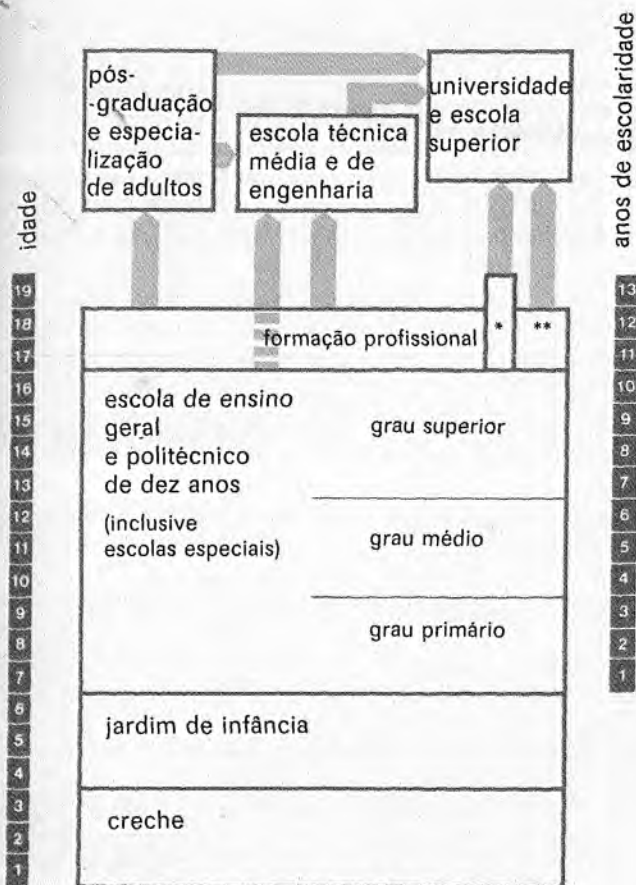 pós-
-graduação
e especia-
lização
de adultos
escola técnica
média e de
engenharia
universidade
e escola
superior
idade
anos de escolaridade
19
18
17
16
15
14
13
12
11
10
9
8
7
6
5
4
3
2
1
formação profissional
*
**
escola de ensino
geral
e politécnico
de dez anos
(inclusive
escolas especiais)
grau superior
grau médio
grau primário
jardim de infância
creche
13
12
11
10
9
8
7
6
5
4
3
2
1